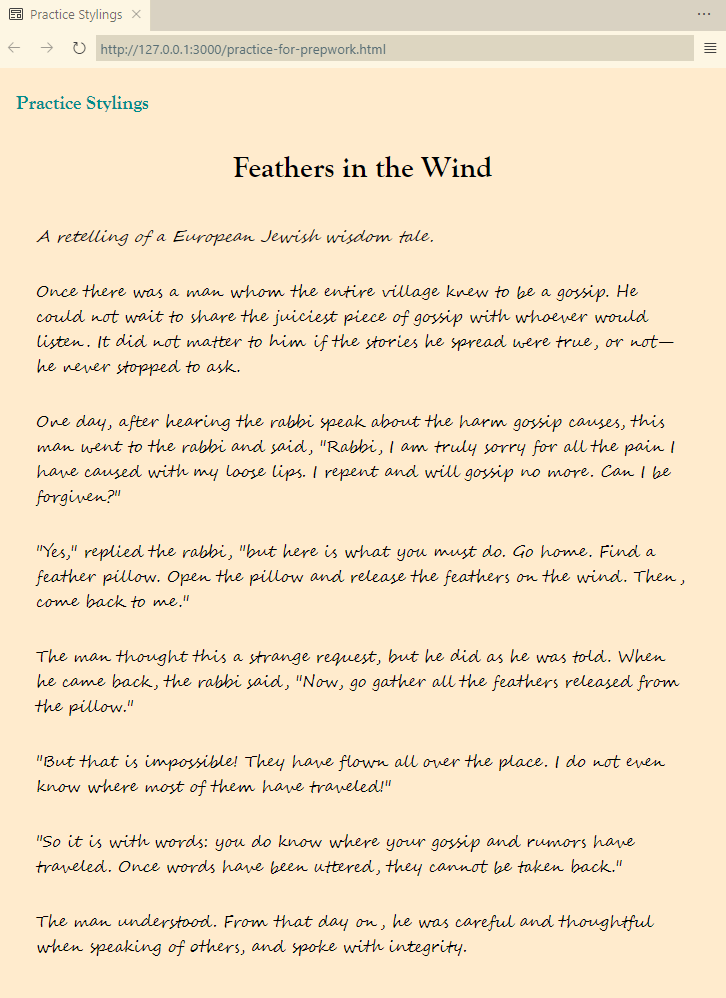 Practice Stylings
http://127.0.0.1:3000/practice-for-prepwork.html
Practice Stylings
Feathers in the Wind
A retelling of a European Jewish wisdom tale.
Once there was a man whom the entire village knew to be a gossip. He
could not wait to share the juiciest piece of gossip with whoever would
listen. It did not matter to him if the stories he spread were true, or not—
he never stopped to ask.
One day, after hearing the rabbi speak about the harm gossip causes, this
man went to the rabbi and said, "Rabbi, I am truly sorry for all the pain I
have caused with my loose lips. I repent and will gossip no more. Can I be
forgiven?"
"Yes," replied the rabbi, "but here is what you must do. Go home. Find a
feather pillow. Open the pillow and release the feathers on the wind. Then,
come back to me."
The man thought this a strange request, but he did as he was told. When
he came back, the rabbi said, "Now, go gather all the feathers released from
the pillow."
"But that is impossible! They have flown all over the place. I do not even
know where most of them have traveled!"
"So it is with words: you do know where your gossip and rumors have
traveled. Once words have been uttered, they cannot be taken back."
The man understood. From that day on, he was careful and thoughtful
when speaking of others, and spoke with integrity.